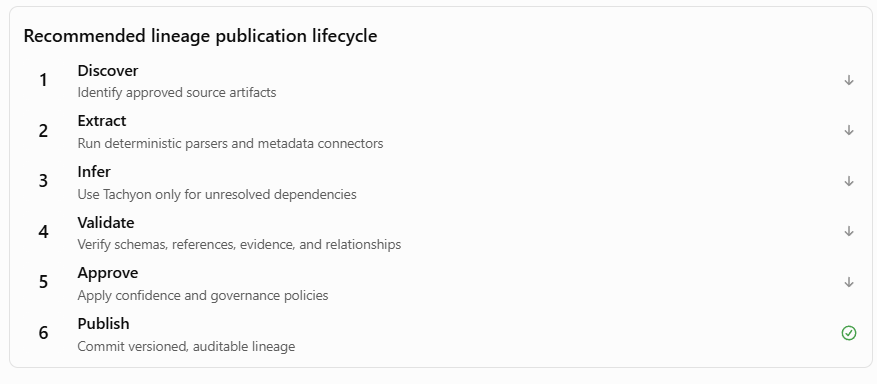 Recommended lineage publication lifecycle
1
Discover
Identify approved source artifacts
2
Extract
Run deterministic parsers and metadata connectors
3
Infer
Use Tachyon only for unresolved dependencies
4
Validate
Verify schemas, references, evidence, and relationships
5
Approve
Apply confidence and governance policies
6
Publish
Commit versioned, auditable lineage